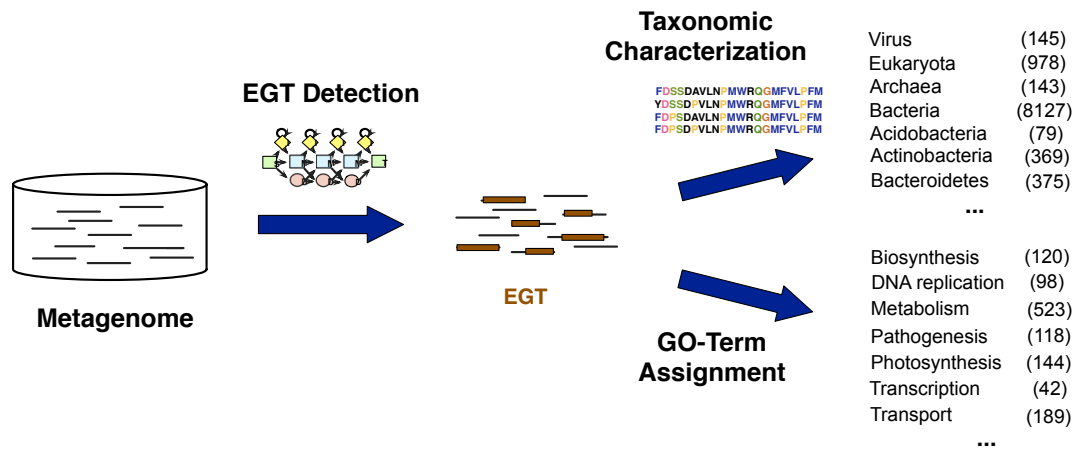 Metagenome
EGT Detection
EGT
Taxonomic
Characterization
FDSSDAVLNPMWRQGMFVLPFM
YDSSDPVLNPMWRQGMFVLPFM
FDPSDAVLNPMWRQGMFVLPFM
FDPSDPVLNPMWRQGMFVLPFM
Virus (145)
Eukaryota (978)
Archaea (143)
Bacteria (8127)
Acidobacteria (79)
Actinobacteria (369)
Bacteroidetes (375)
...
GO-Term
Assignment
Biosynthesis (120)
DNA replication (98)
Metabolism (523)
Pathogenesis (118)
Photosynthesis (144)
Transcription (42)
Transport (189)
...